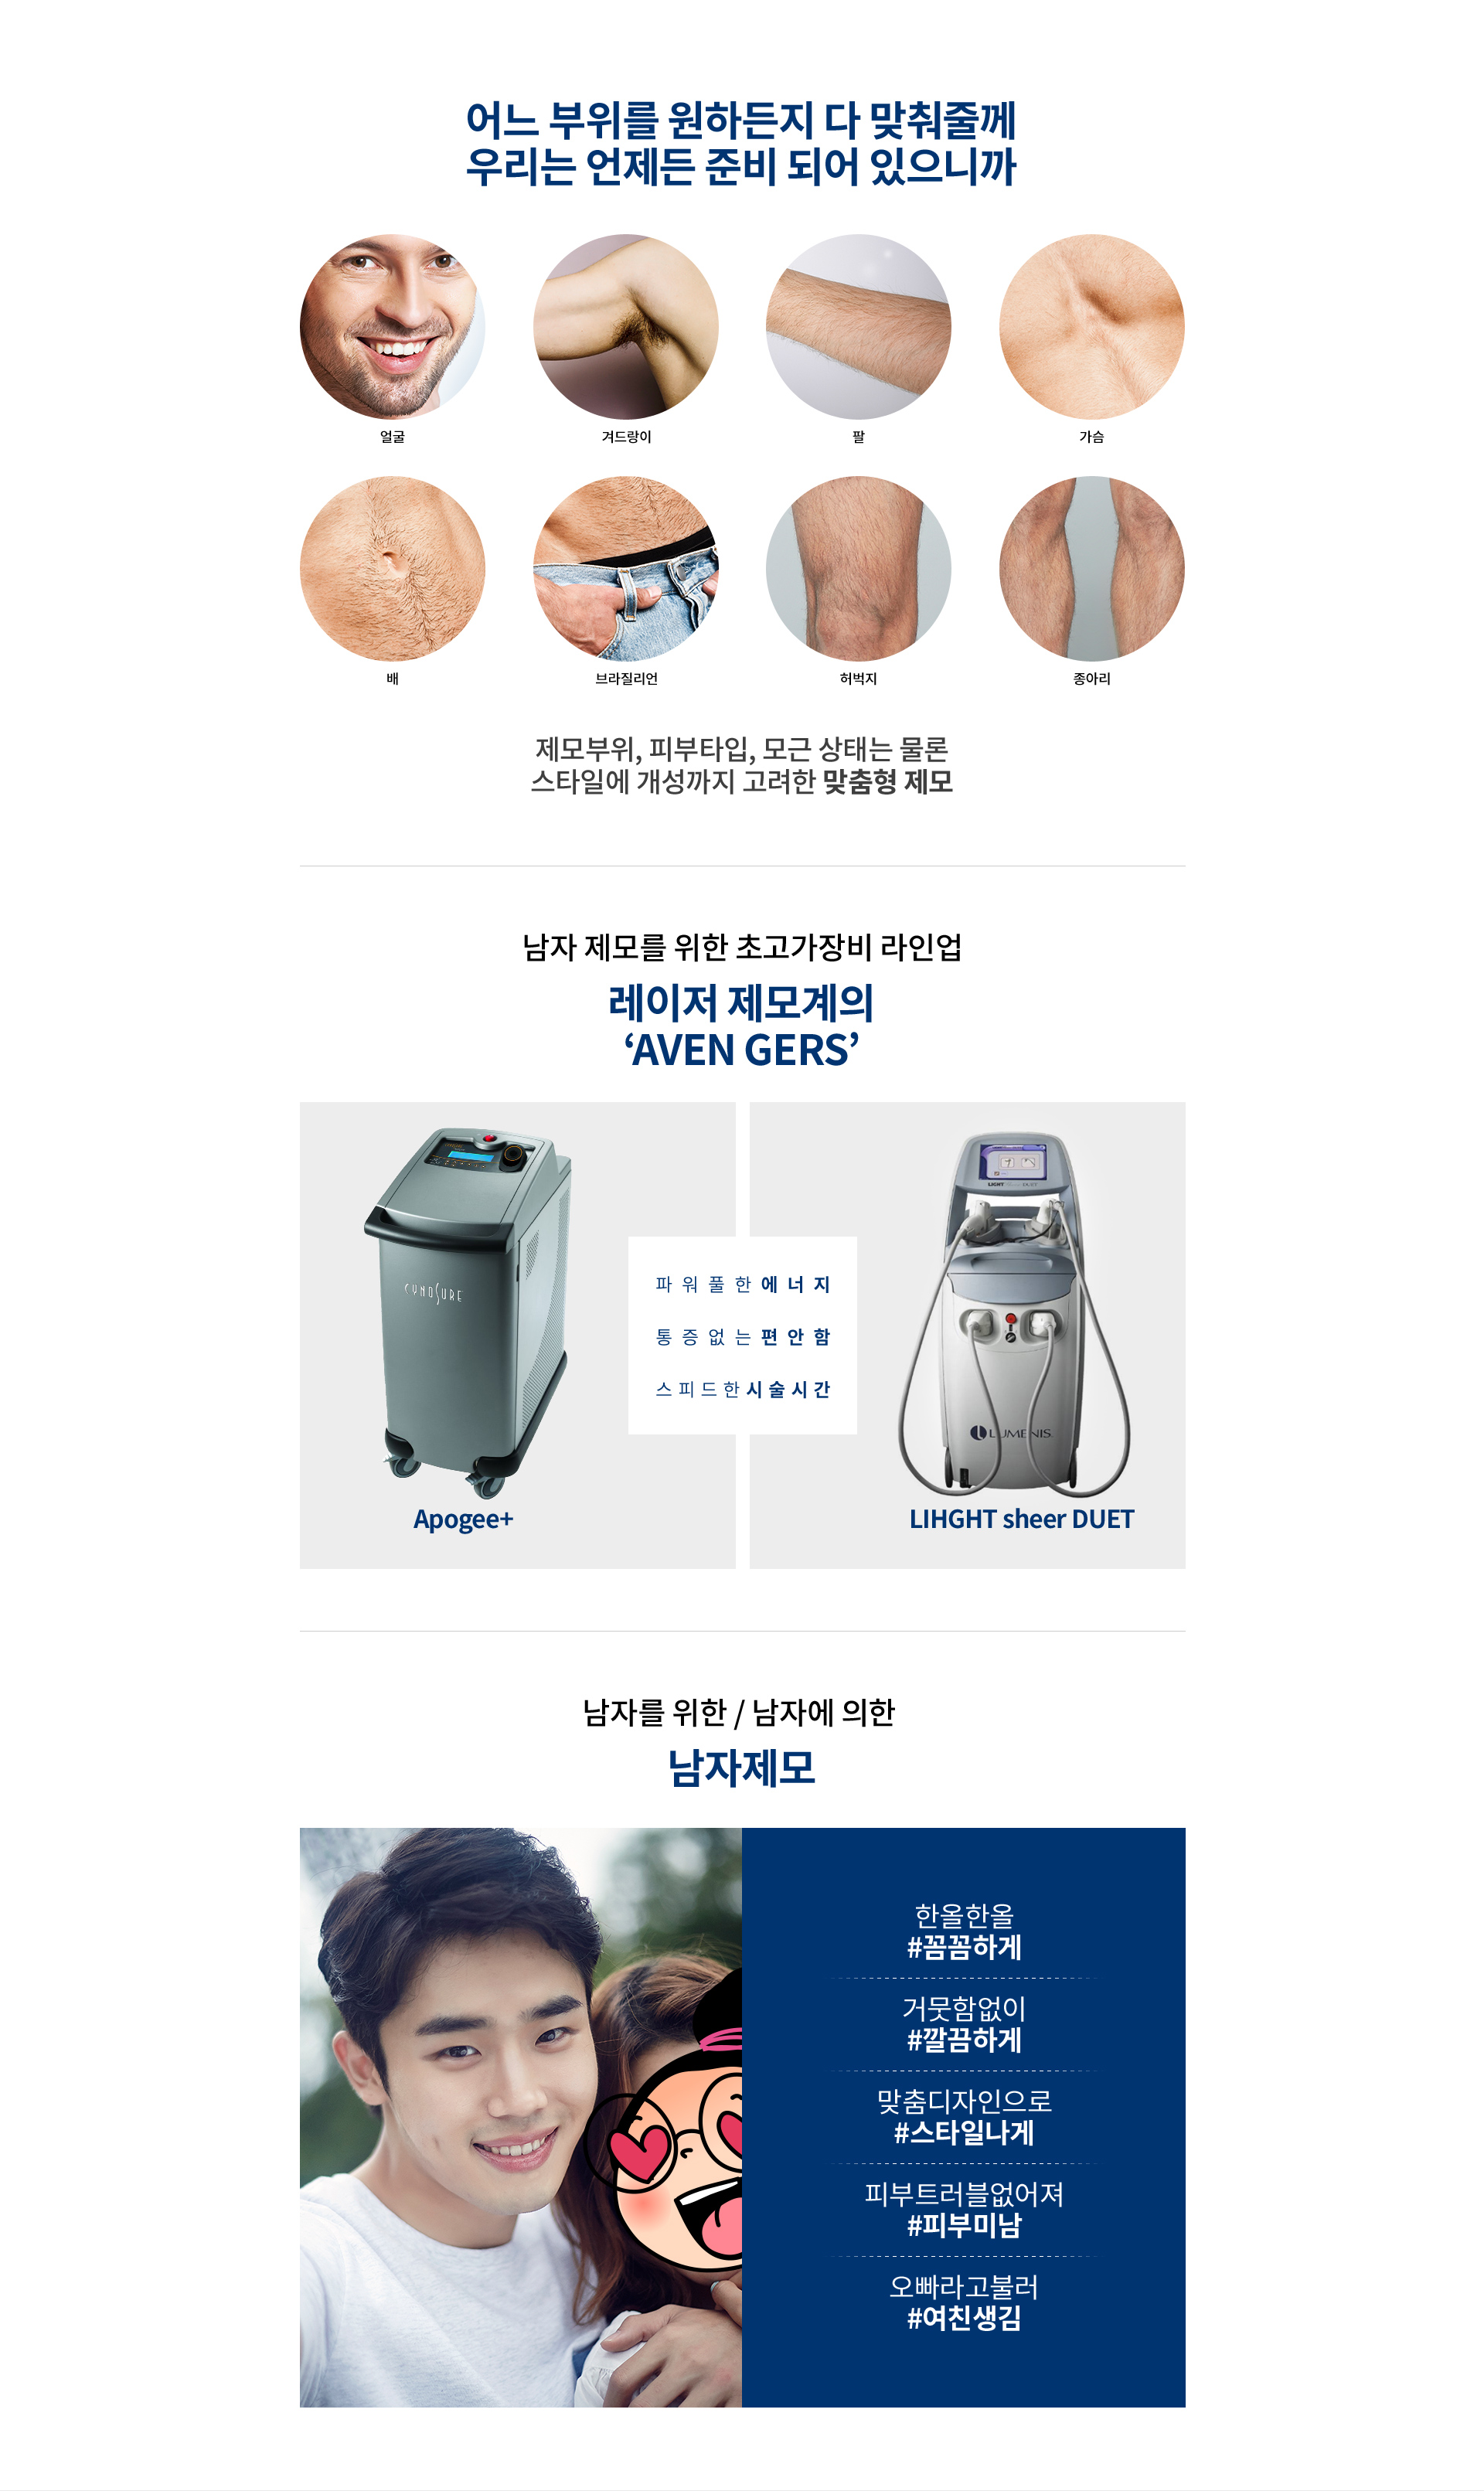 어느 부위를 원하든지 다 맞춰줄께
우리는 언제든 준비 되어 있으니까
얼굴
겨드랑이
팔
가슴
배
브라질리언
허벅지
종아리
제모부위, 피부타입, 모근 상태는 물론
스타일에 개성까지 고려한 맞춤형 제모
남자 제모를 위한 초고가장비 라인업
레이저 제모계의
‘AVEN GERS’
CYNOSURE
LIGHT DUET
파워풀한 에너지
통증없는 편안함
스피드한 시술시간
LUMENIS
Apogee+
LIHGHT sheer DUET
남자를 위한 / 남자에 의한
남자제모
한올한올
#꼼꼼하게
거뭇함없이
#깔끔하게
맞춤디자인으로
#스타일나게
피부트러블없어져
#피부미남
오빠라고불러
#여친생김